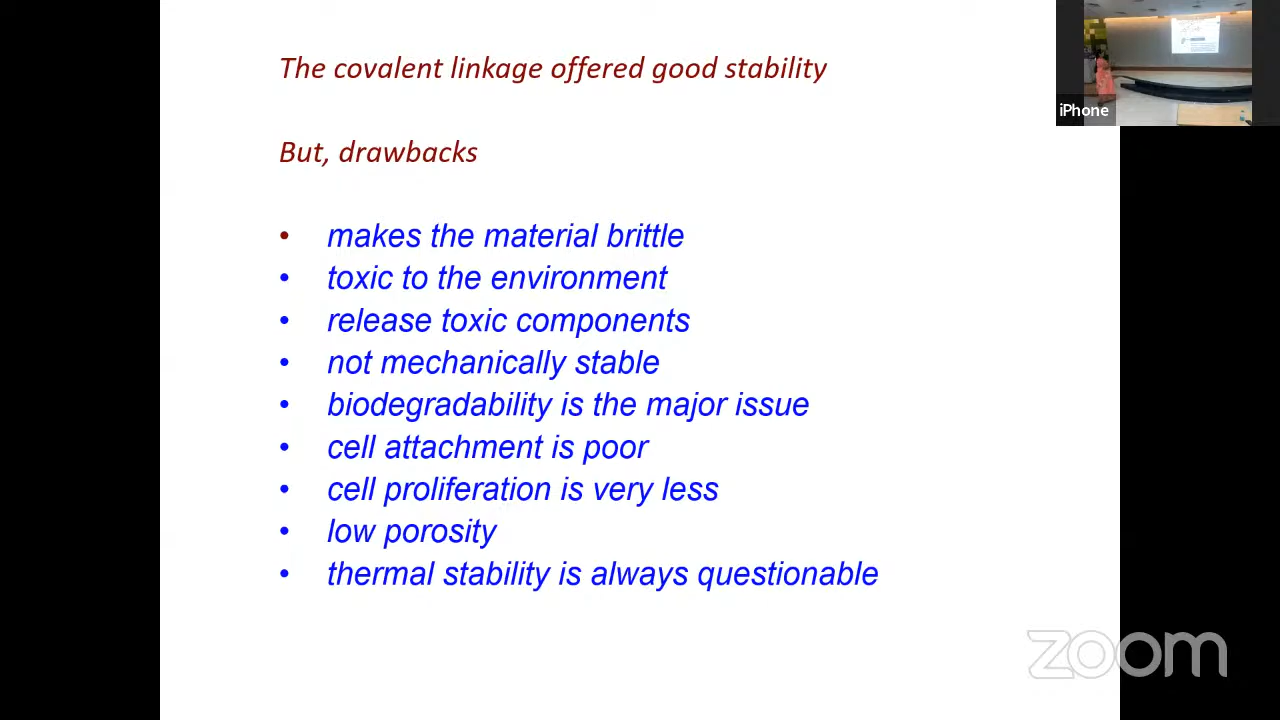 The covalent linkage offered good stability
iPhone
But, drawbacks
• makes the material brittle
• toxic to the environment
• release toxic components
• not mechanically stable
• biodegradability is the major issue
• cell attachment is poor
• cell proliferation is very less
• low porosity
• thermal stability is always questionable
zoom